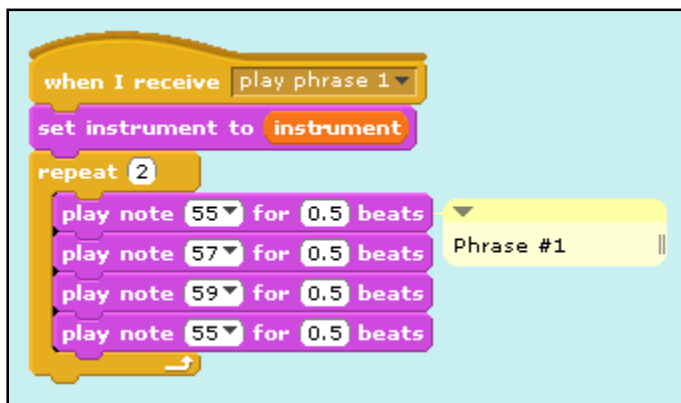 when I receive play phrase 1
set instrument to instrument
repeat 2
play note 55 for 0.5 beats
Phrase #1
play note 57 for 0.5 beats
play note 59 for 0.5 beats
play note 55 for 0.5 beats